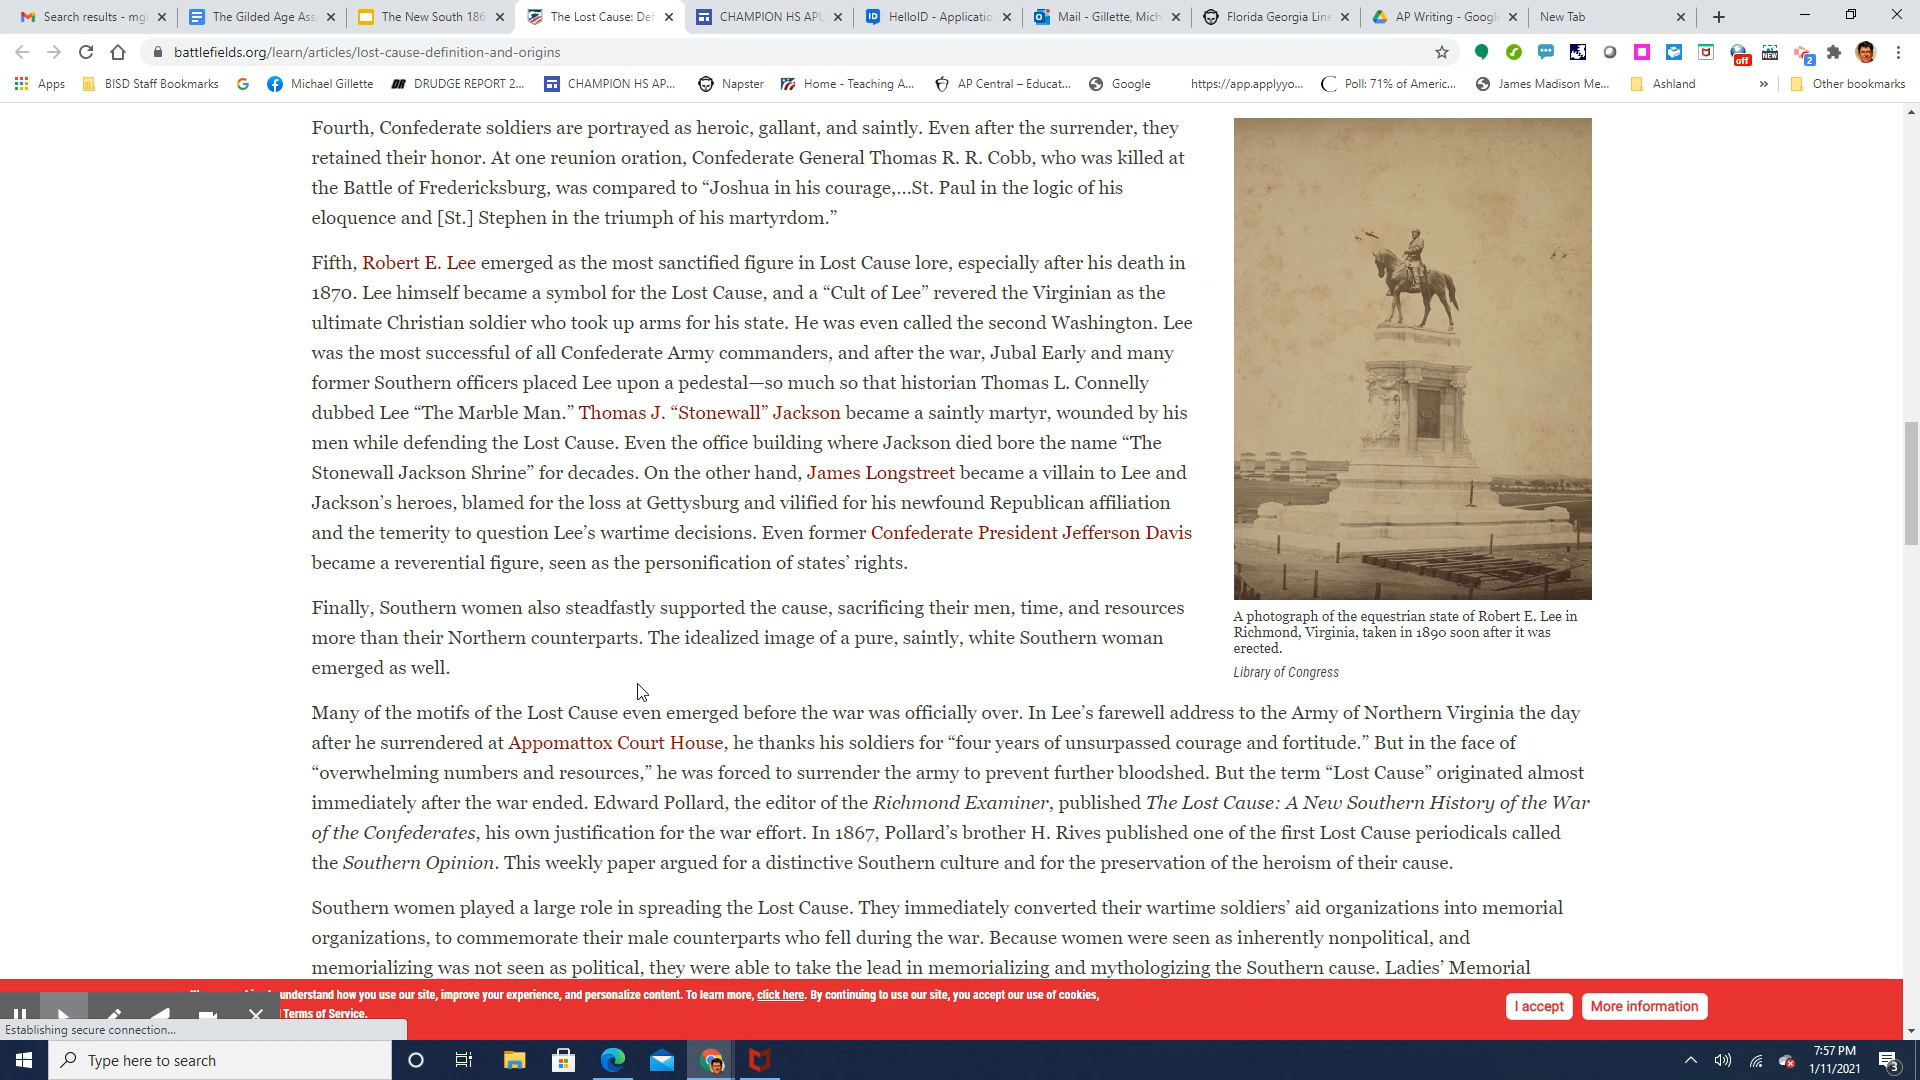 Search results - mgi
The Gilded Age Ass
The New South 186
The Lost Cause: Def
CHAMPION HS APU
HelloID - Applicatio
Mail - Gillette, Mich
Florida Georgia Line
AP Writing - Google
New Tab
battlefields.org/learn/articles/lost-cause-definition-and-origins
off
NEW
2
Apps
BISD Staff Bookmarks
Michael Gillette
DRUDGE REPORT 2...
CHAMPION HS AP...
Napster
Home - Teaching A...
AP Central – Educat...
Google
https://app.applyyo...
Poll: 71% of Americ...
James Madison Me...
Ashland
»
Other bookmarks
Fourth, Confederate soldiers are portrayed as heroic, gallant, and saintly. Even after the surrender, they
retained their honor. At one reunion oration, Confederate General Thomas R. R. Cobb, who was killed at
the Battle of Fredericksburg, was compared to “Joshua in his courage,…St. Paul in the logic of his
eloquence and [St.] Stephen in the triumph of his martyrdom.”
Fifth, Robert E. Lee emerged as the most sanctified figure in Lost Cause lore, especially after his death in
1870. Lee himself became a symbol for the Lost Cause, and a “Cult of Lee” revered the Virginian as the
ultimate Christian soldier who took up arms for his state. He was even called the second Washington. Lee
was the most successful of all Confederate Army commanders, and after the war, Jubal Early and many
former Southern officers placed Lee upon a pedestal—so much so that historian Thomas L. Connelly
dubbed Lee “The Marble Man.” Thomas J. “Stonewall” Jackson became a saintly martyr, wounded by his
men while defending the Lost Cause. Even the office building where Jackson died bore the name “The
Stonewall Jackson Shrine” for decades. On the other hand, James Longstreet became a villain to Lee and
Jackson’s heroes, blamed for the loss at Gettysburg and vilified for his newfound Republican affiliation
and the temerity to question Lee’s wartime decisions. Even former Confederate President Jefferson Davis
became a reverential figure, seen as the personification of states’ rights.
Finally, Southern women also steadfastly supported the cause, sacrificing their men, time, and resources
more than their Northern counterparts. The idealized image of a pure, saintly, white Southern woman
emerged as well.
A photograph of the equestrian state of Robert E. Lee in
Richmond, Virginia, taken in 1890 soon after it was
erected.
Library of Congress
Many of the motifs of the Lost Cause even emerged before the war was officially over. In Lee’s farewell address to the Army of Northern Virginia the day
after he surrendered at Appomattox Court House, he thanks his soldiers for “four years of unsurpassed courage and fortitude.” But in the face of
“overwhelming numbers and resources,” he was forced to surrender the army to prevent further bloodshed. But the term “Lost Cause” originated almost
immediately after the war ended. Edward Pollard, the editor of the Richmond Examiner, published The Lost Cause: A New Southern History of the War
of the Confederates, his own justification for the war effort. In 1867, Pollard’s brother H. Rives published one of the first Lost Cause periodicals called
the Southern Opinion. This weekly paper argued for a distinctive Southern culture and for the preservation of the heroism of their cause.
Southern women played a large role in spreading the Lost Cause. They immediately converted their wartime soldiers’ aid organizations into memorial
organizations, to commemorate their male counterparts who fell during the war. Because women were seen as inherently nonpolitical, and
memorializing was not seen as political, they were able to take the lead in memorializing and mythologizing the Southern cause. Ladies’ Memorial
understand how you use our site, improve your experience, and personalize content. To learn more, click here. By continuing to use our site, you accept our use of cookies,
Terms of Service.
I accept
More information
Establishing secure connection...
Type here to search
7:57 PM
1/11/2021
3